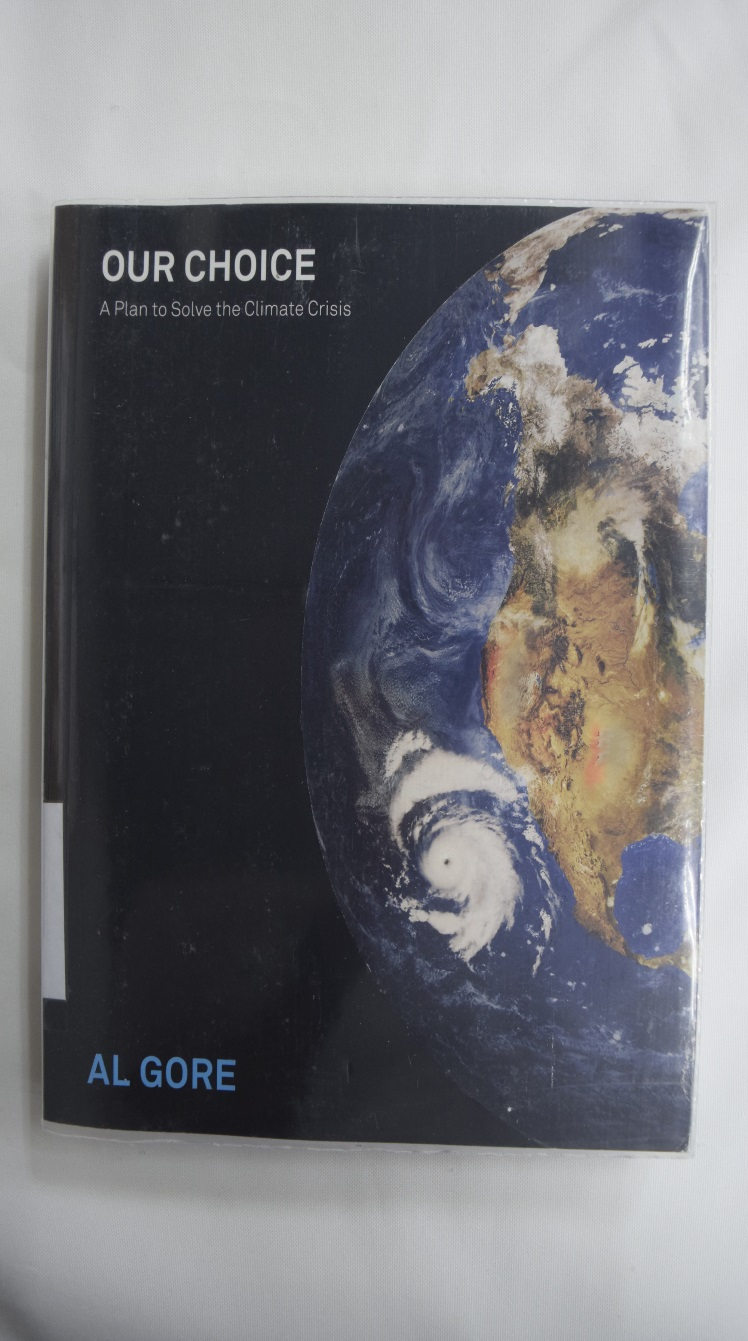 OUR CHOICE
A Plan to Solve the Climate Crisis
AL GORE